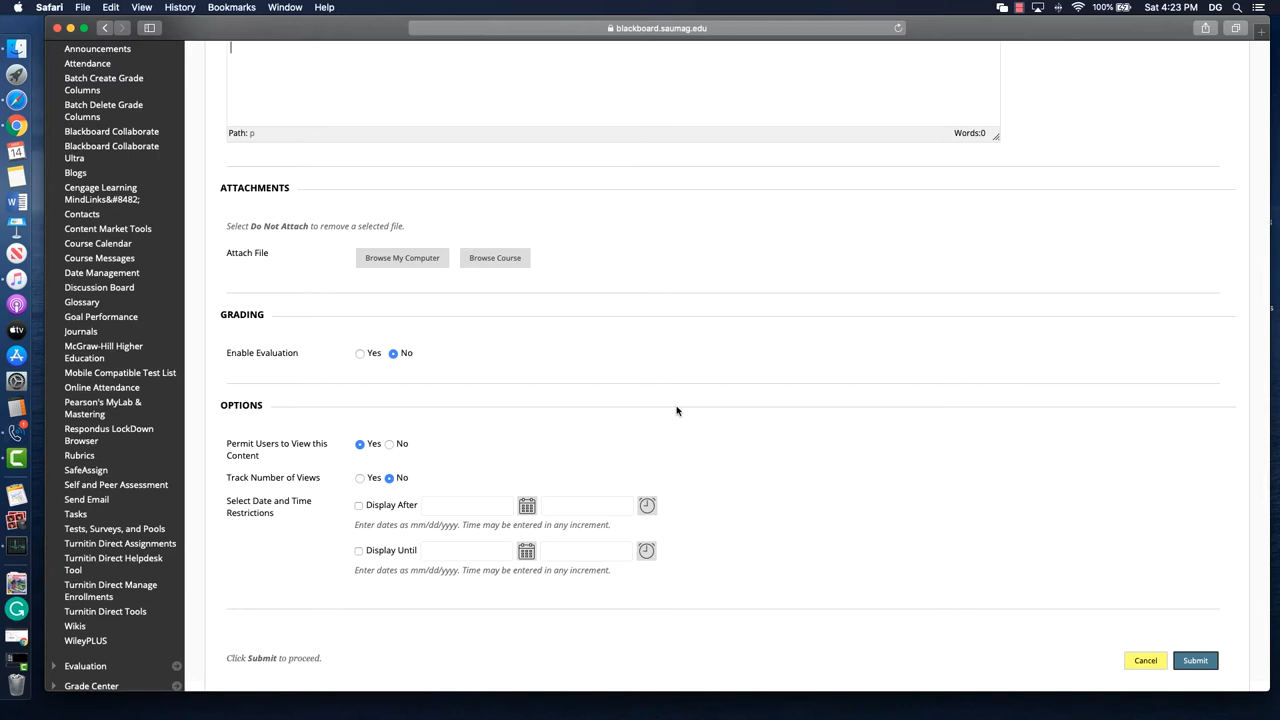 Safari File Edit View History Bookmarks Window Help 100% Sat 4:23 PM DG
blackboard.saumag.edu
Announcements
Attendance
Batch Create Grade
Columns
Batch Delete Grade
Columns
Blackboard Collaborate
Blackboard Collaborate
Ultra
Blogs
Cengage Learning
MindLinks&#8482;
Contacts
Content Market Tools
Course Calendar
Course Messages
Date Management
Discussion Board
Glossary
Goal Performance
Journals
McGraw-Hill Higher
Education
Mobile Compatible Test List
Online Attendance
Pearson's MyLab &
Mastering
Respondus LockDown
Browser
Rubrics
SafeAssign
Self and Peer Assessment
Send Email
Tasks
Tests, Surveys, and Pools
Turnitin Direct Assignments
Turnitin Direct Helpdesk
Tool
Turnitin Direct Manage
Enrollments
Turnitin Direct Tools
Wikis
WileyPLUS
Evaluation
Grade Center
Path: p Words:0
ATTACHMENTS
Select Do Not Attach to remove a selected file.
Attach File Browse My Computer Browse Course
GRADING
Enable Evaluation Yes No
OPTIONS
Permit Users to View this
Content Yes No
Track Number of Views Yes No
Select Date and Time
Restrictions Display After
Enter dates as mm/dd/yyyy. Time may be entered in any increment.
Display Until
Enter dates as mm/dd/yyyy. Time may be entered in any increment.
Click Submit to proceed. Cancel Submit